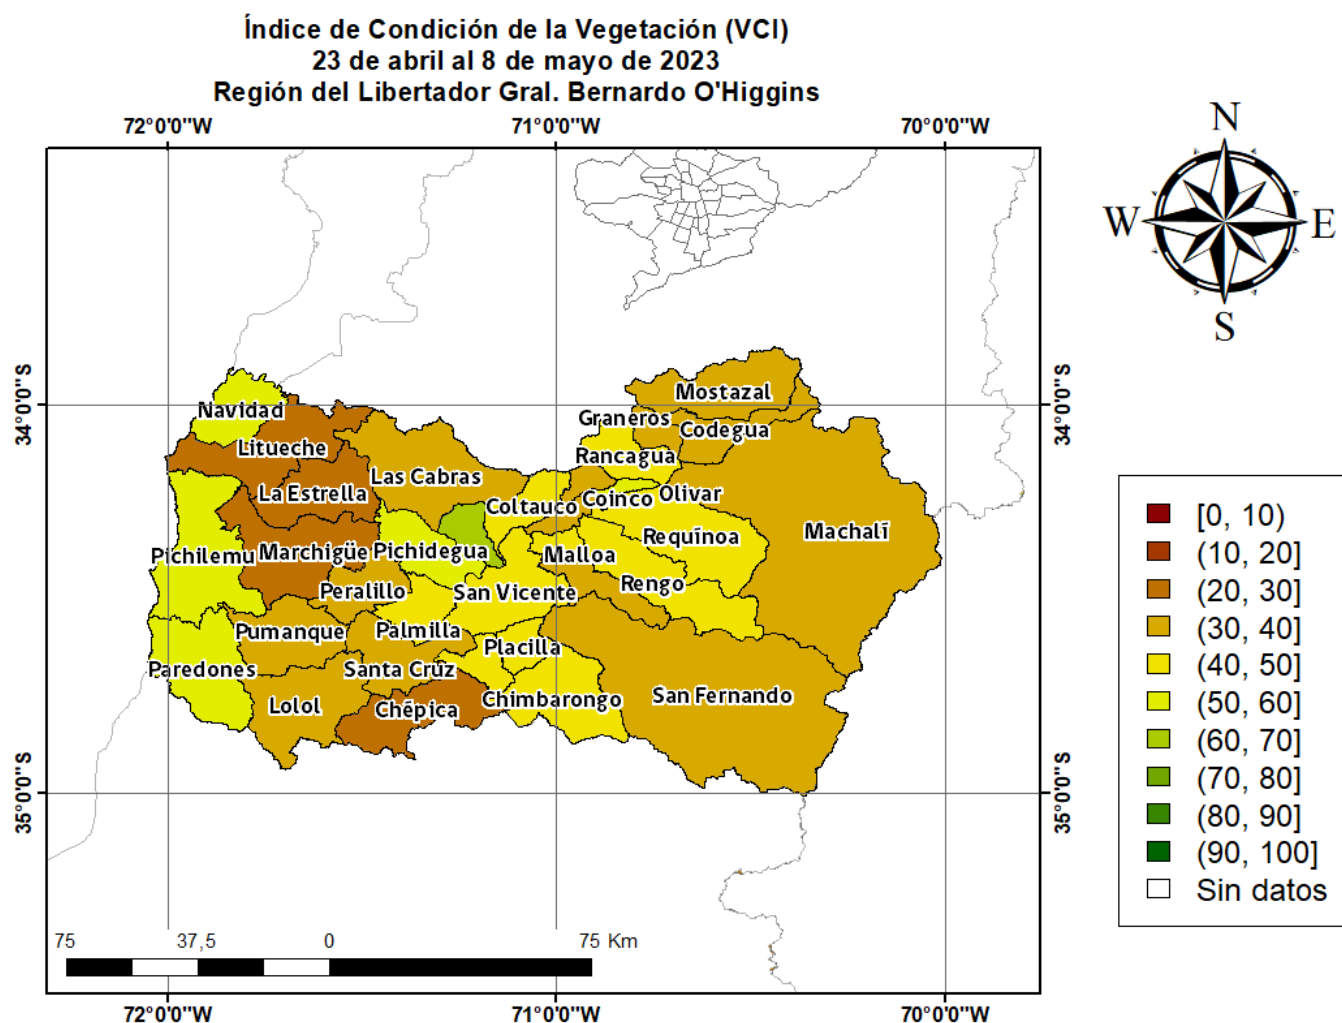 Índice de Condición de la Vegetación (VCI)
23 de abril al 8 de mayo de 2023
Región del Libertador Gral. Bernardo O'Higgins
72°0'0"W 71°0'0"W 70°0'0"W
N
W E
S
34°0'0"S 34°0'0"S
Mostazal
Navidad
Graneros
Codegua
Litueche
Rancagua
Las Cabras
La Estrella
Coinco
Olivar
Coltauco
Machalí
Requínoa
Pichilemu
Marchigüe
Pichidegua
Malloa
Rengo
Peralillo
San Vicente
Pumanque
Palmilla
Placilla
Paredones
Santa Cruz
San Fernando
Chimbarongo
Lolol
Chépica
35°0'0"S 35°0'0"S
75 37,5 0 75 Km
72°0'0"W 71°0'0"W 70°0'0"W
[0, 10)
(10, 20]
(20, 30]
(30, 40]
(40, 50]
(50, 60]
(60, 70]
(70, 80]
(80, 90]
(90, 100]
Sin datos